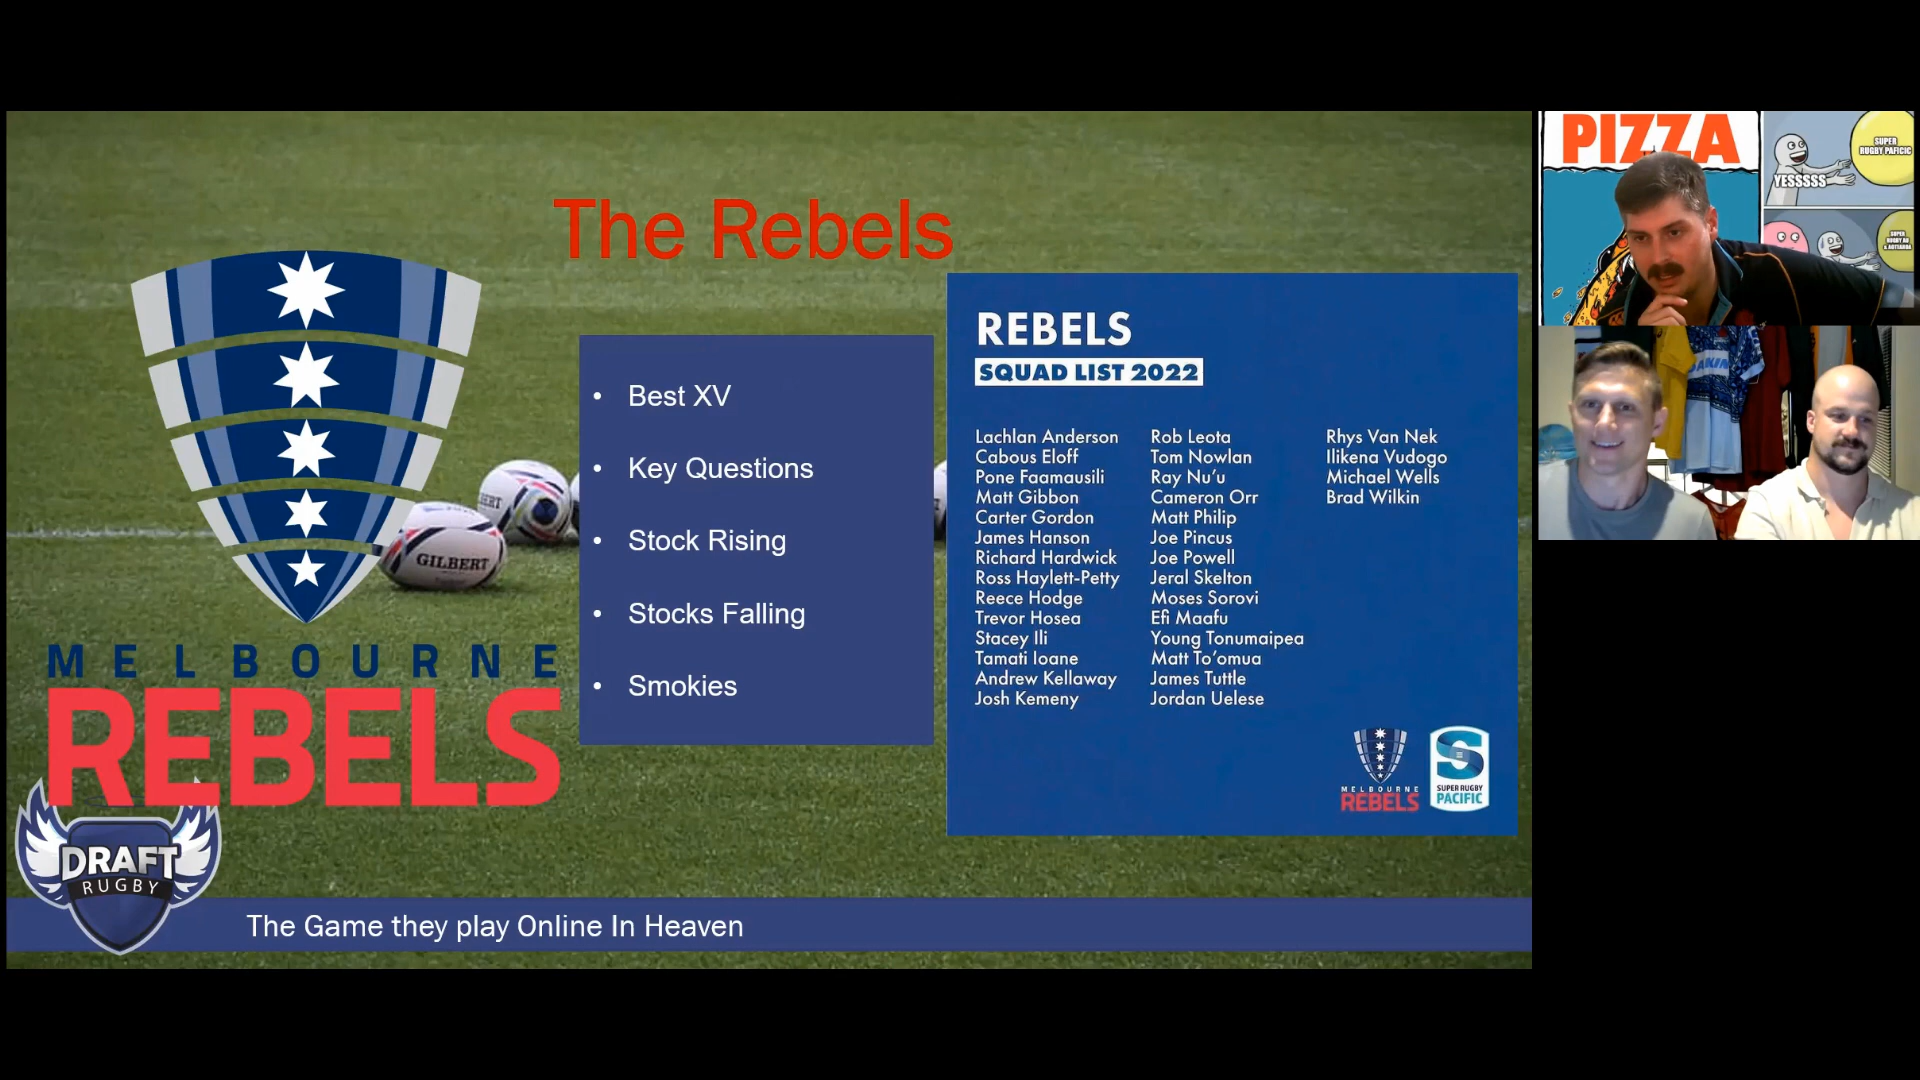 The Rebels
MELBOURNE
REBELS
GILBERT
• Best XV
• Key Questions
• Stock Rising
• Stocks Falling
• Smokies
REBELS
SQUAD LIST 2022
Lachlan Anderson
Cabous Eloff
Pone Faamausili
Matt Gibbon
Carter Gordon
James Hanson
Richard Hardwick
Ross Haylett-Petty
Reece Hodge
Trevor Hosea
Stacey Ili
Tamati Ioane
Andrew Kellaway
Josh Kemeny
Rob Leota
Tom Nowlan
Ray Nu'u
Cameron Orr
Matt Philip
Joe Pincus
Joe Powell
Jeral Skelton
Moses Sorovi
Efi Maafu
Young Tonumaipea
Matt To'omua
James Tuttle
Jordan Uelese
Rhys Van Nek
Ilikena Vudogo
Michael Wells
Brad Wilkin
MELBOURNE
REBELS
SUPER RUGBY
PACIFIC
DRAFT
RUGBY
The Game they play Online In Heaven
PIZZA
YESSSSS
SUPER
RUGBY PAFICIC
SUPER
RUGBY AU
& AOTEAROA